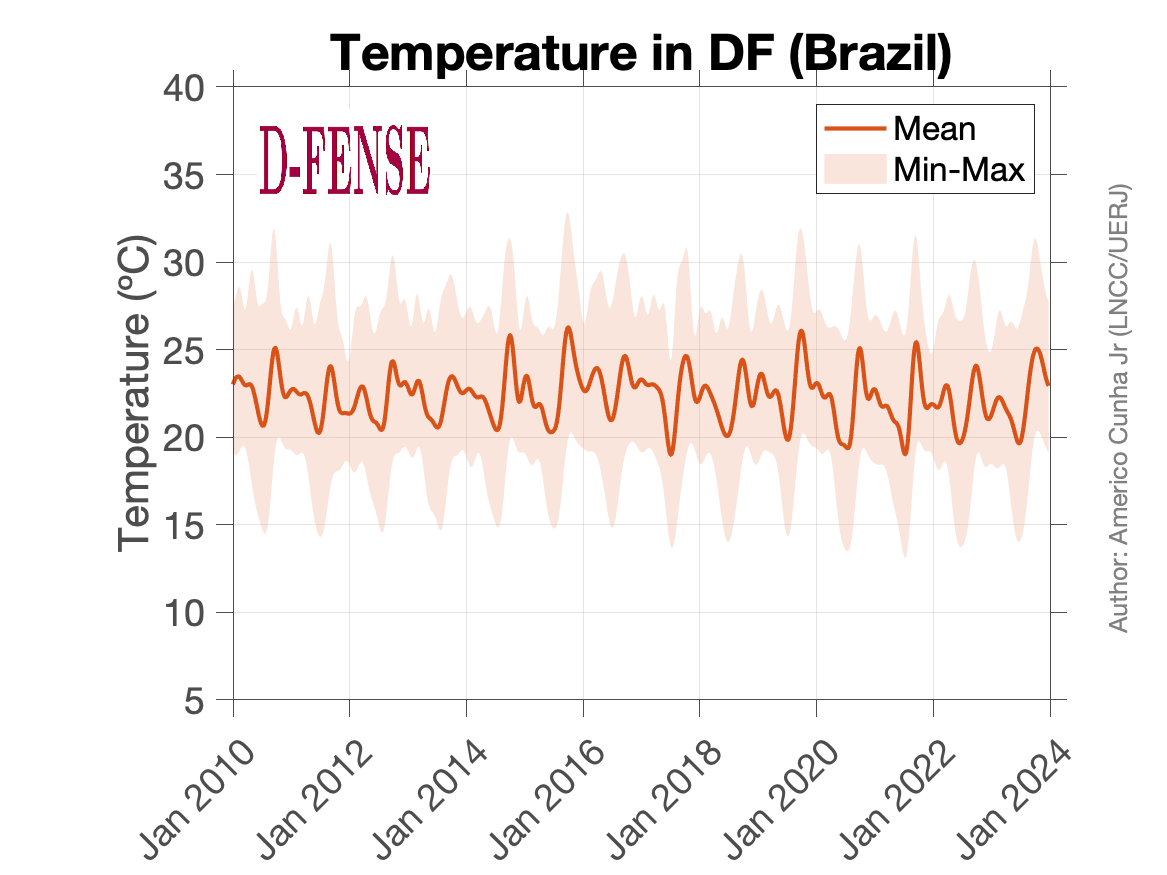 Temperature in DF (Brazil)
D-FENSE
Mean
Min-Max
Temperature (ºC)
40
35
30
25
20
15
10
5
Jan 2010
Jan 2012
Jan 2014
Jan 2016
Jan 2018
Jan 2020
Jan 2022
Jan 2024
Author: Americo Cunha Jr (LNCC/UERJ)